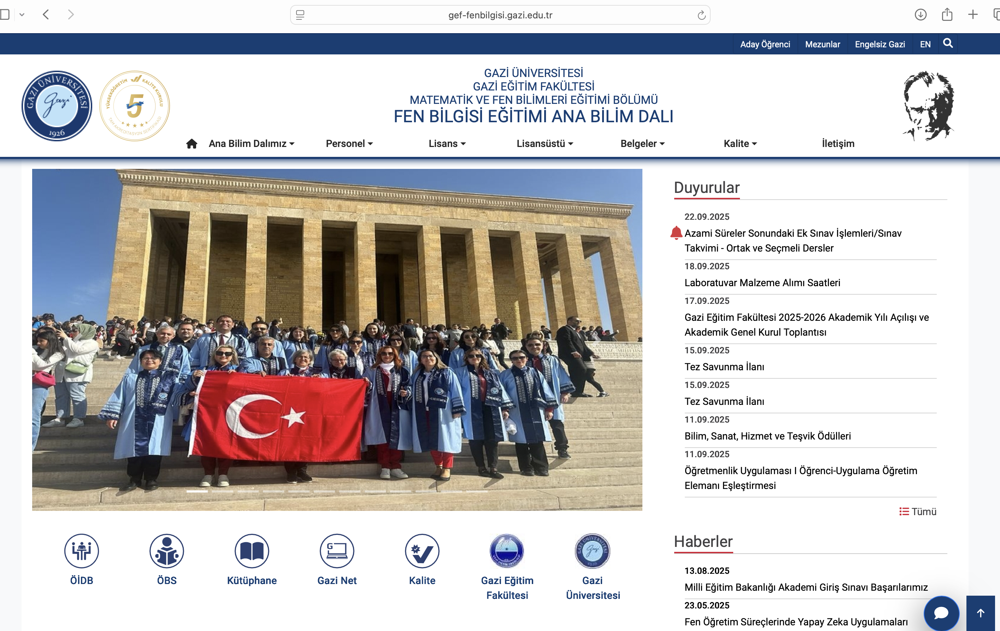 gef-fenbilgisi.gazi.edu.tr
Aday Öğrenci
Mezunlar
Engelsiz Gazi
EN
GAZİ ÜNİVERSİTESİ
1926
YÜKSEKÖĞRETİM KALİTE KURULU
5
TAM AKREDİTASYON SERTİFİKASI
GAZİ ÜNİVERSİTESİ
GAZİ EĞİTİM FAKÜLTESİ
MATEMATİK VE FEN BİLİMLERİ EĞİTİMİ BÖLÜMÜ
FEN BİLGİSİ EĞİTİMİ ANA BİLİM DALI
Ana Bilim Dalımız
Personel
Lisans
Lisansüstü
Belgeler
Kalite
İletişim
Duyurular
22.09.2025
Azami Süreler Sonundaki Ek Sınav İşlemleri/Sınav
Takvimi - Ortak ve Seçmeli Dersler
18.09.2025
Laboratuvar Malzeme Alımı Saatleri
17.09.2025
Gazi Eğitim Fakültesi 2025-2026 Akademik Yılı Açılışı ve
Akademik Genel Kurul Toplantısı
15.09.2025
Tez Savunma İlanı
15.09.2025
Tez Savunma İlanı
11.09.2025
Bilim, Sanat, Hizmet ve Teşvik Ödülleri
11.09.2025
Öğretmenlik Uygulaması I Öğrenci-Uygulama Öğretim
Elemanı Eşleştirmesi
Tümü
ÖİDB
ÖBS
Kütüphane
G
Gazi Net
Kalite
Gazi Eğitim
Fakültesi
GAZİ ÜNİVERSİTESİ
Gazi
Üniversitesi
Haberler
13.08.2025
Milli Eğitim Bakanlığı Akademi Giriş Sınavı Başarılarımız
23.05.2025
Fen Öğretim Süreçlerinde Yapay Zeka Uygulamaları